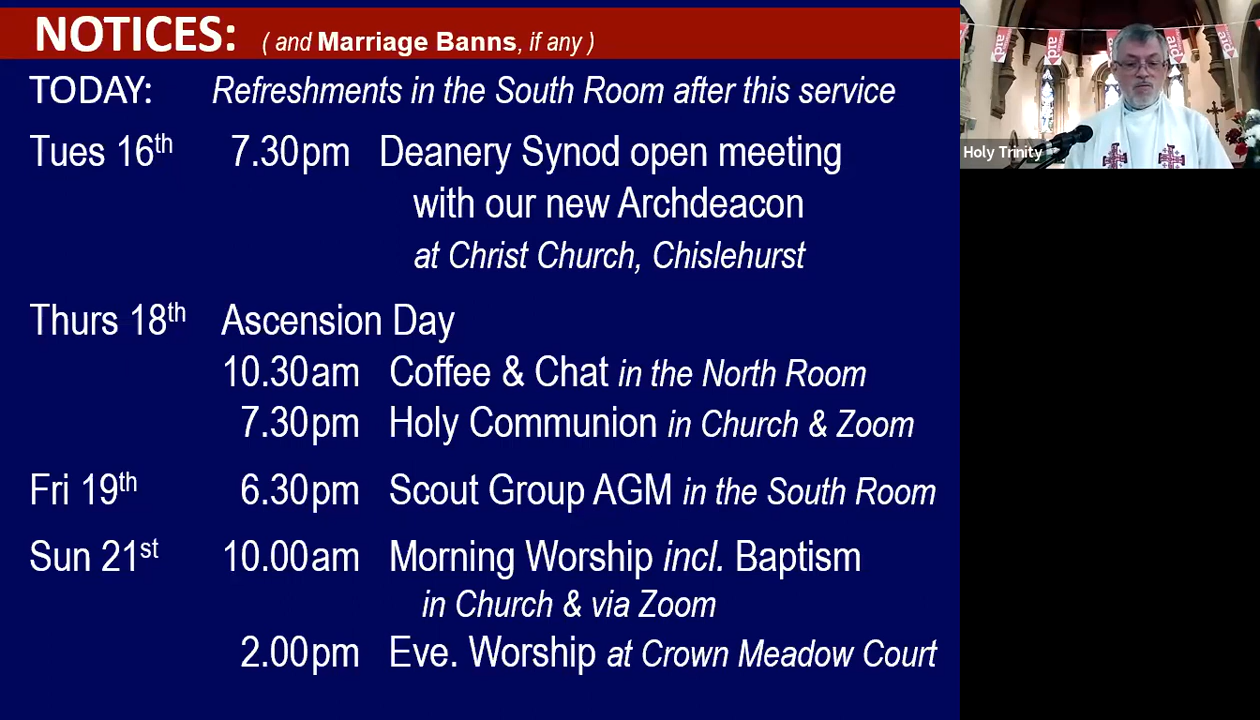 NOTICES: ( and Marriage Banns, if any )
TODAY: Refreshments in the South Room after this service
Tues 16th 7.30pm Deanery Synod open meeting
with our new Archdeacon
at Christ Church, Chislehurst
Thurs 18th Ascension Day
10.30am Coffee & Chat in the North Room
7.30pm Holy Communion in Church & Zoom
Fri 19th 6.30pm Scout Group AGM in the South Room
Sun 21st 10.00am Morning Worship incl. Baptism
in Church & via Zoom
2.00pm Eve. Worship at Crown Meadow Court
aid
aid
aid
Holy Trinity